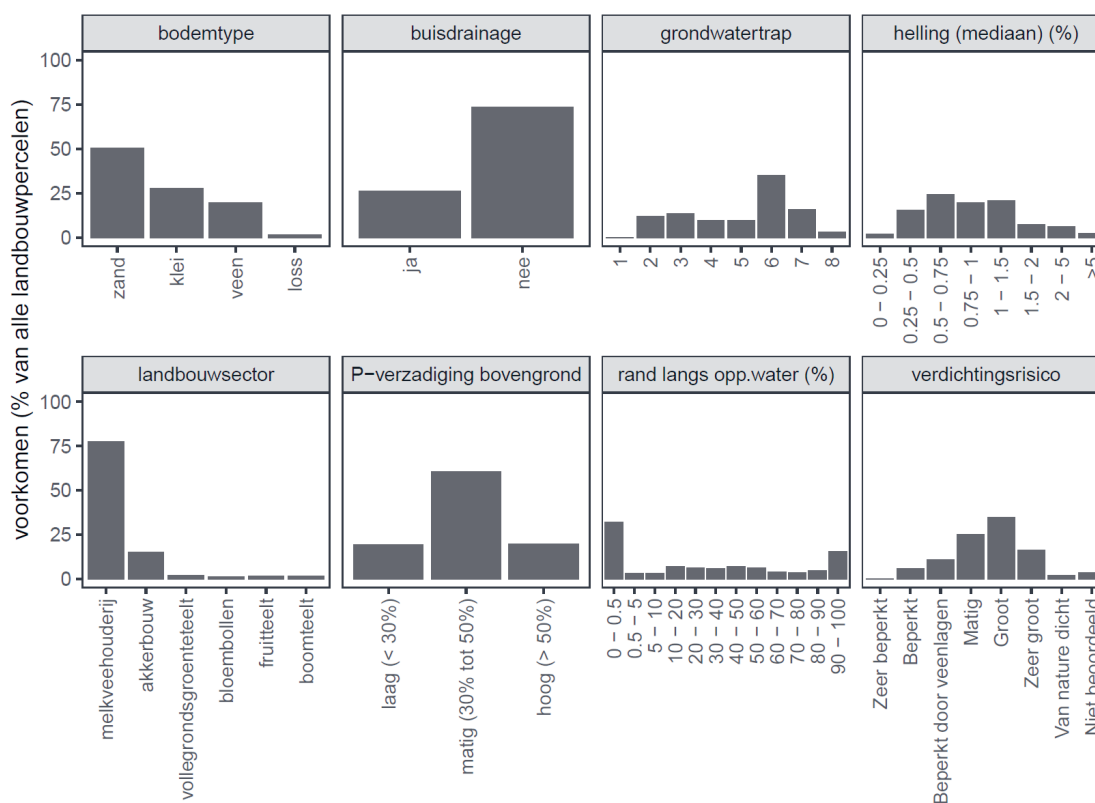 voorkomen (% van alle landbouwpercelen)
bodemtype
100
75
50
25
0
zand
klei
veen
loss
buisdrainage
ja
nee
grondwatertrap
1
2
3
4
5
6
7
8
helling (mediaan) (%)
0 − 0.25
0.25 − 0.5
0.5 − 0.75
0.75 − 1
1 − 1.5
1.5 − 2
2 − 5
>5
landbouwsector
100
75
50
25
0
melkveehouderij
akkerbouw
vollegrondsgroenteteelt
bloembollen
fruitteelt
boomteelt
P−verzadiging bovengrond
laag (< 30%)
matig (30% tot 50%)
hoog (> 50%)
rand langs opp.water (%)
0 − 0.5
0.5 − 5
5 − 10
10 − 20
20 − 30
30 − 40
40 − 50
50 − 60
60 − 70
70 − 80
80 − 90
90 − 100
verdichtingsrisico
Zeer beperkt
Beperkt
Beperkt door veenlagen
Matig
Groot
Zeer groot
Van nature dicht
Niet beoordeeld